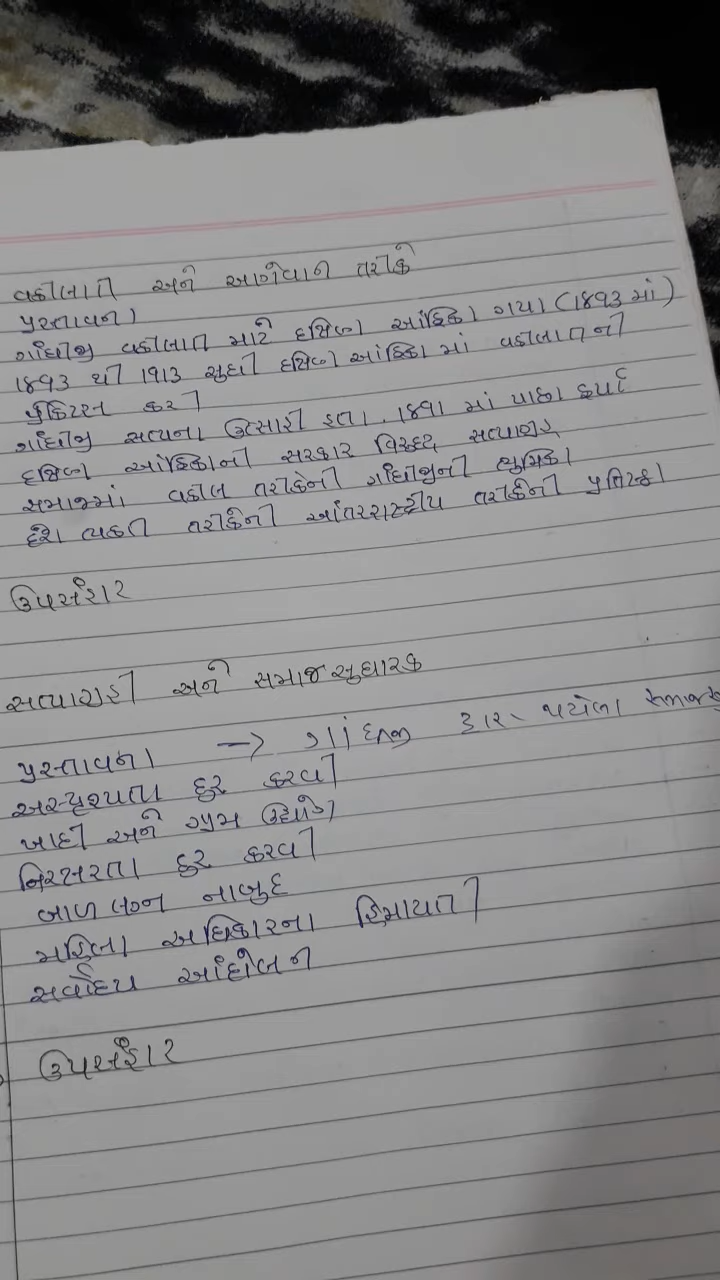 વકીલાત અને આગેવાન તરીકે
પ્રસ્તાવના
ગાંધીજી વકીલાત માટે દક્ષિણ આફ્રિકા ગયા (1893 માં)
1893 થી 1913 સુધી દક્ષિણ આફ્રિકા માં વકીલાતની
પ્રેક્ટિસ કરી
ગાંધીજી સત્યના ઉત્સારી હતા. 1891 માં પાછા ફર્યા
દક્ષિણ આફ્રિકાની સરકાર વિરુદ્ધ સત્યાગ્રહ
સમાજમાં વકીલ તરીકેની ગાંધીજીની ભુમિકા
તરીકેની આંતરરાષ્ટ્રીય તરીકેની પ્રતિષ્ઠા
ઉપસંહાર
સત્યાગ્રહી અને સમાજસુધારક
પ્રસ્તાવના → ગાંધીજી થયેલા
અસ્પૃશ્યતા દુર કરવી
ખાદી અને ગ્રામ ઉદ્યોગ
નિરક્ષરતા દુર કરવી
બાળ લગ્ન નાબુદ
મહિલા અધિકારના હિમાયતી
સર્વોદય આંદોલન
ઉપસંહાર